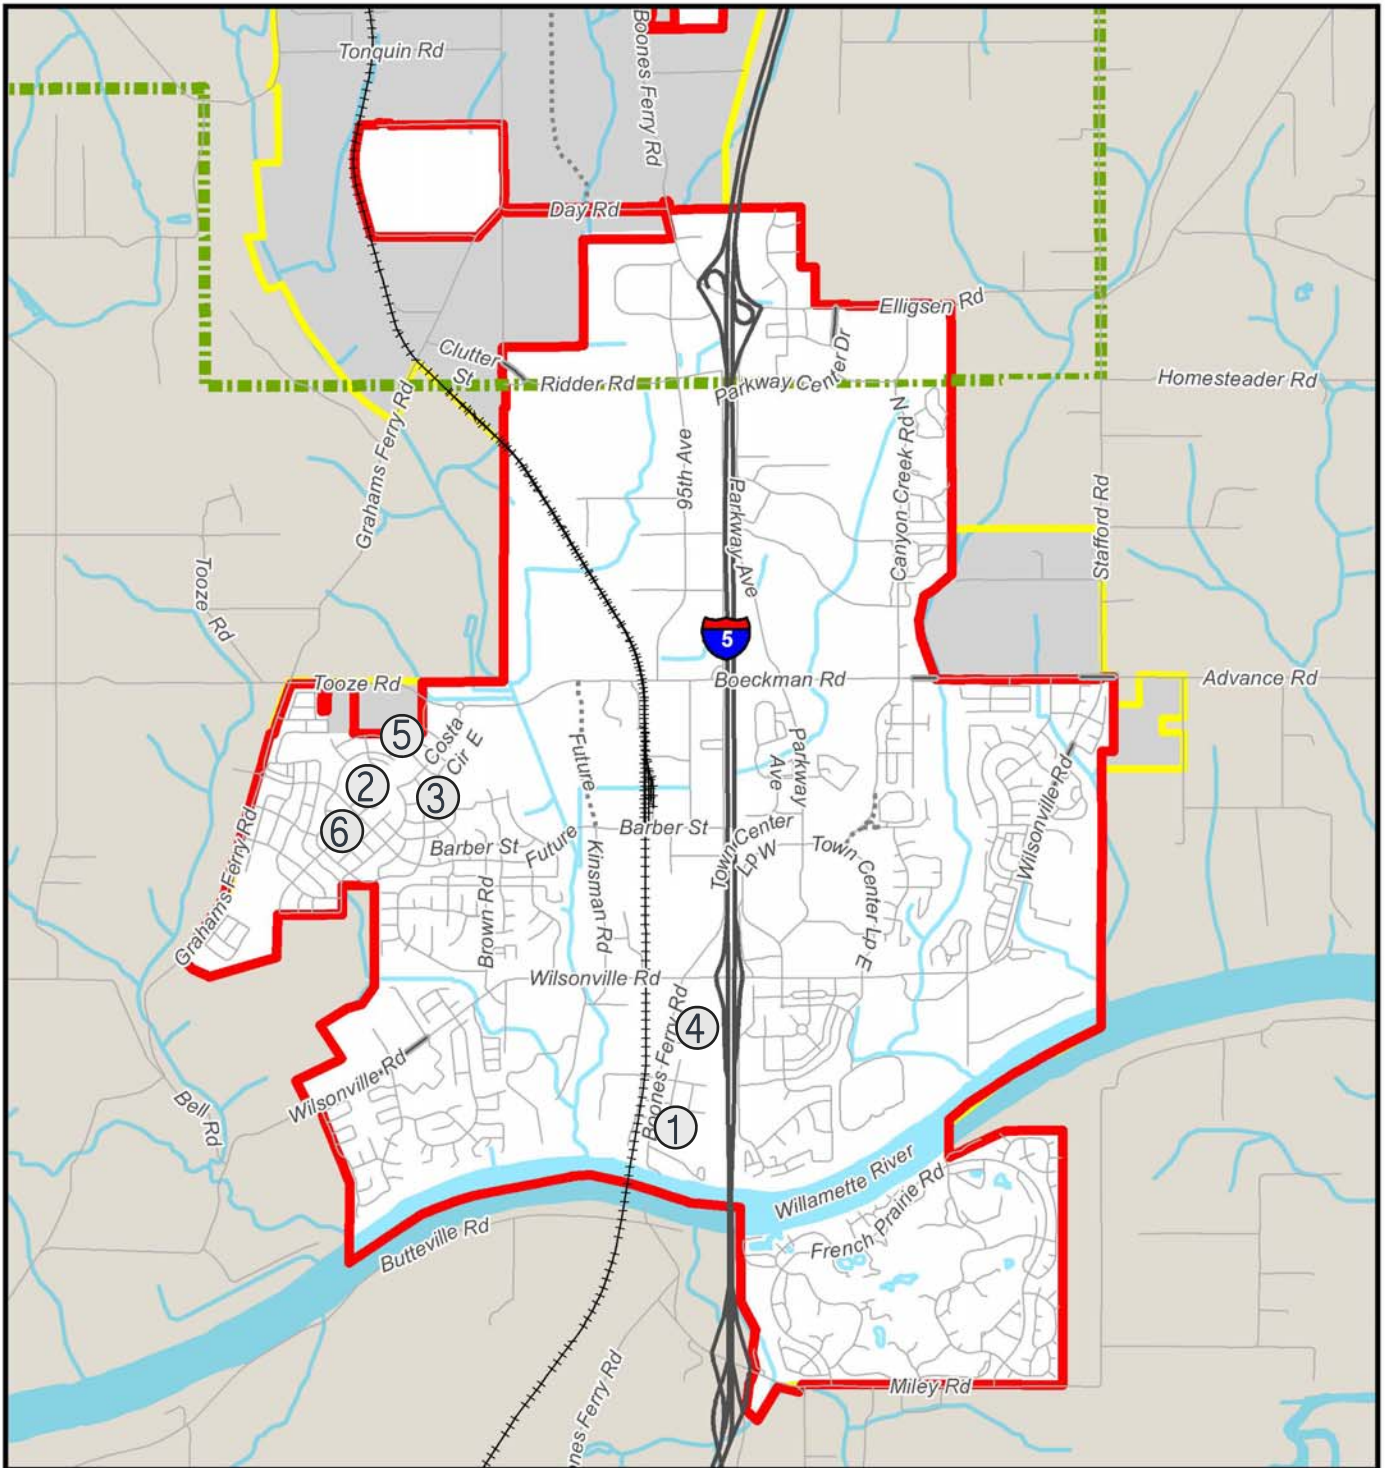 Tonquin Rd
Boones Ferry Rd
Day Rd
Elligsen Rd
Clutter
St
Ridder Rd
Parkway Center Dr
Homesteader Rd
Grahams Ferry Rd
95th Ave
Parkway Ave
N
Canyon Creek Rd
Stafford Rd
Tooze Rd
5
Tooze Rd
Boeckman Rd
Advance Rd
5
Costa
Cir E
Future
Parkway
Ave
Wilsonville Rd
2
3
6
Barber St
Future
Barber St
Town Center
Lp W
Town Center Lp E
Grahams Ferry Rd
Brown Rd
Kinsman Rd
Wilsonville Rd
Boones Ferry Rd
4
Wilsonville Rd
Bell Rd
1
Willamette River
French Prairie Rd
Butteville Rd
Miley Rd
nes Ferry Rd